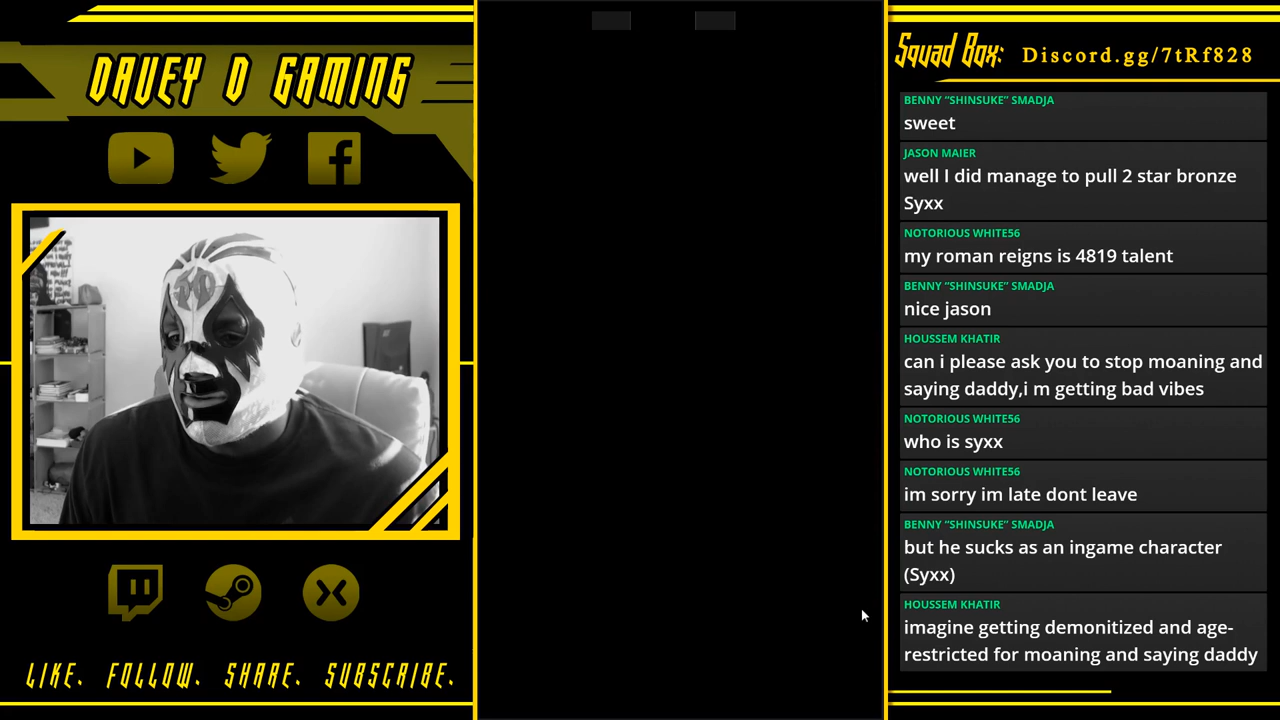 DAVEY D GAMING
LIKE. FOLLOW. SHARE. SUBSCRIBE.
Squad Box: Discord.gg/7tRf828
BENNY “SHINSUKE” SMADJA
sweet
JASON MAIER
well I did manage to pull 2 star bronze
Syxx
NOTORIOUS WHITE56
my roman reigns is 4819 talent
BENNY “SHINSUKE” SMADJA
nice jason
HOUSSEM KHATIR
can i please ask you to stop moaning and
saying daddy,i m getting bad vibes
NOTORIOUS WHITE56
who is syxx
NOTORIOUS WHITE56
im sorry im late dont leave
BENNY “SHINSUKE” SMADJA
but he sucks as an ingame character
(Syxx)
HOUSSEM KHATIR
imagine getting demonitized and age-
restricted for moaning and saying daddy